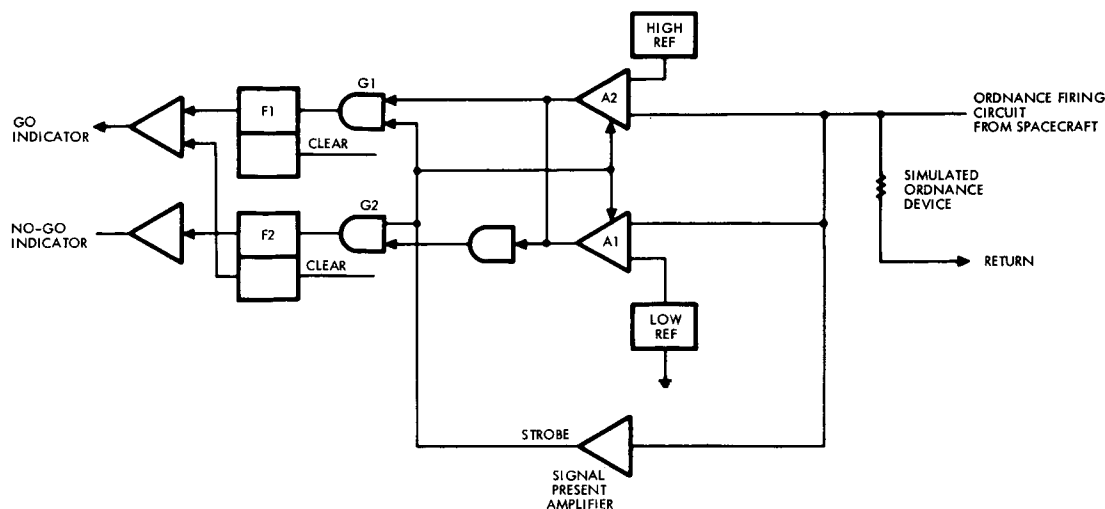 HIGH
REF
G1
F1
A2
GO
INDICATOR
CLEAR
ORDNANCE FIRING
CIRCUIT
FROM SPACECRAFT
SIMULATED
ORDNANCE
DEVICE
G2
NO-GO
INDICATOR
F2
A1
CLEAR
RETURN
LOW
REF
STROBE
SIGNAL
PRESENT
AMPLIFIER